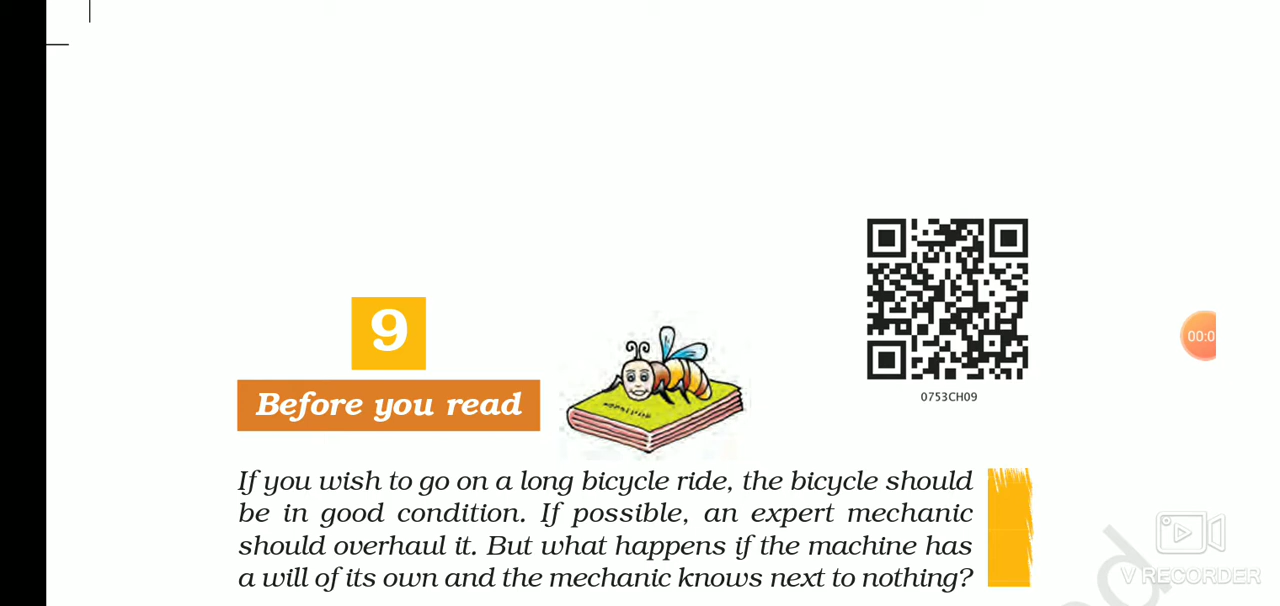 0753CH09
9
Before you read
If you wish to go on a long bicycle ride, the bicycle should
be in good condition. If possible, an expert mechanic
should overhaul it. But what happens if the machine has
a will of its own and the mechanic knows next to nothing?
00:0
V RECORDER